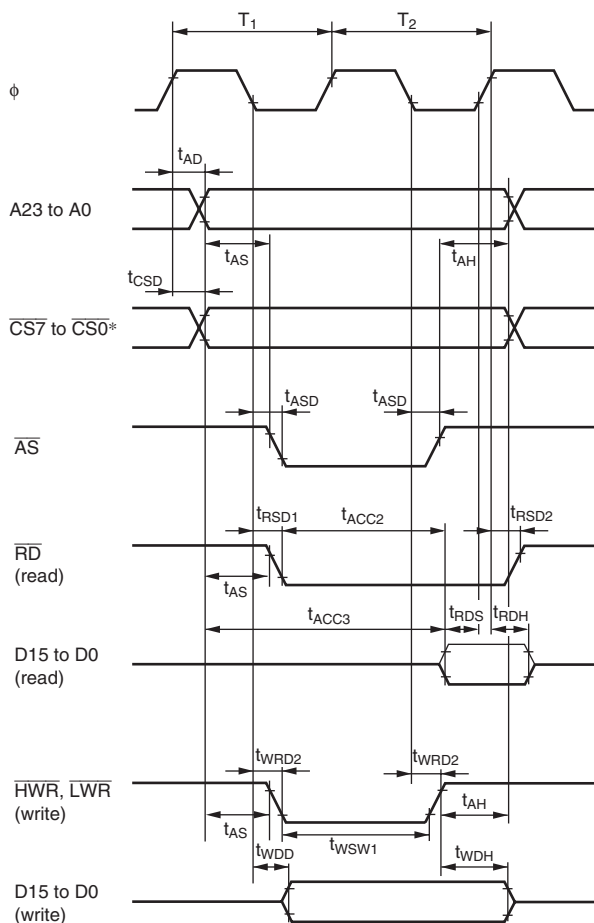 T1 T2
ϕ
tAD
A23 to A0
tAS tAH
tCSD
CS7 to CS0*
tASD tASD
AS
tRSD1 tACC2 tRSD2
RD
(read)
tAS
tACC3 tRDS tRDH
D15 to D0
(read)
tWRD2 tWRD2
HWR, LWR
(write)
tAH
tAS
tWDD tWSW1 tWDH
D15 to D0
(write)